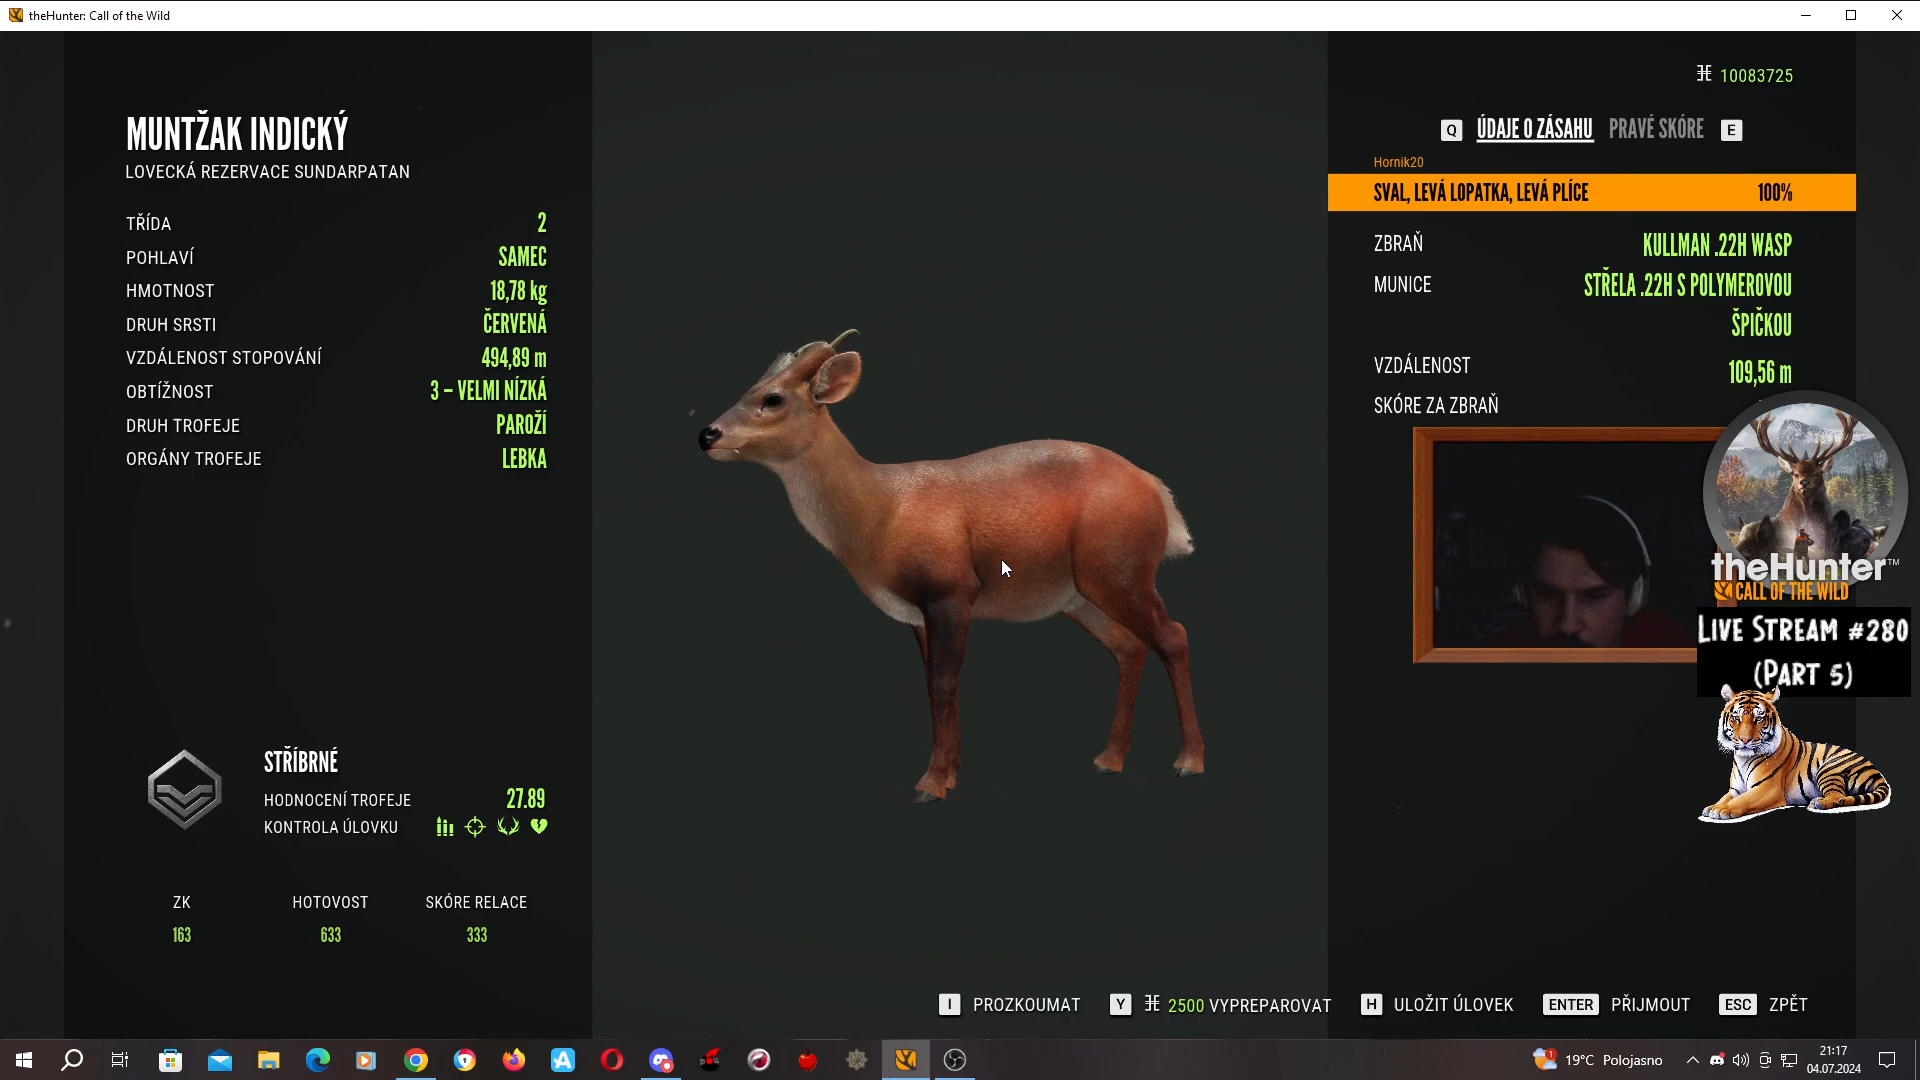 theHunter: Call of the Wild
10083725
MUNTŽAK INDICKÝ
LOVECKÁ REZERVACE SUNDARPATAN
TŘÍDA 2
POHLAVÍ SAMEC
HMOTNOST 18,78 kg
DRUH SRSTI ČERVENÁ
VZDÁLENOST STOPOVÁNÍ 494,89 m
OBTÍŽNOST 3 – VELMI NÍZKÁ
DRUH TROFEJE PAROŽÍ
ORGÁNY TROFEJE LEBKA
STŘÍBRNÉ
HODNOCENÍ TROFEJE 27.89
KONTROLA ÚLOVKU
ZK HOTOVOST SKÓRE RELACE
163 633 333
Q ÚDAJE O ZÁSAHU PRAVÉ SKÓRE E
Hornik20
SVAL, LEVÁ LOPATKA, LEVÁ PLÍCE 100%
ZBRAŇ KULLMAN .22H WASP
MUNICE STŘELA .22H S POLYMEROVOU
ŠPIČKOU
VZDÁLENOST 109,56 m
SKÓRE ZA ZBRAŇ
theHunter™
CALL OF THE WILD
LIVE STREAM #280
(PART 5)
I PROZKOUMAT Y 2500 VYPREPAROVAT H ULOŽIT ÚLOVEK ENTER PŘIJMOUT ESC ZPĚT
19°C Polojasno
21:17
04.07.2024